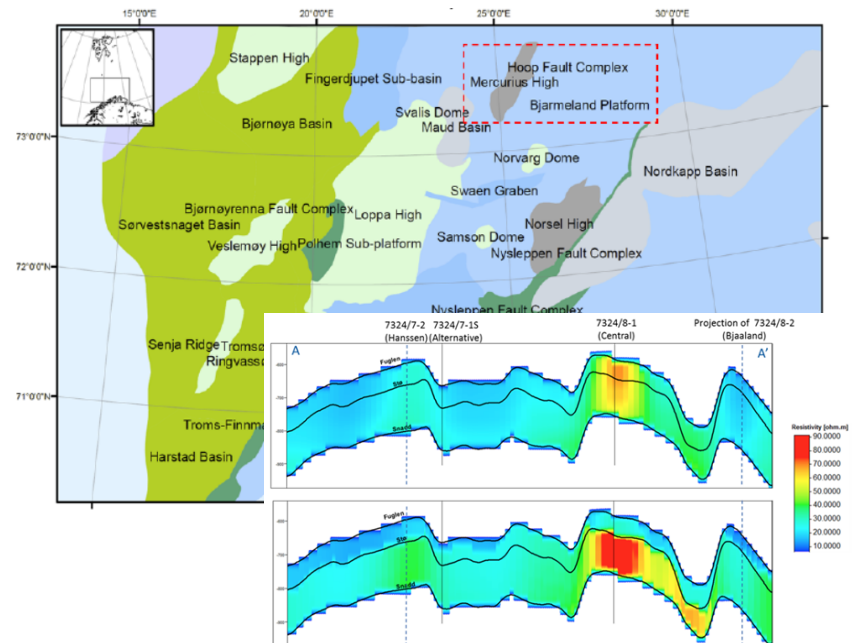 15°0'0"E 20°0'0"E 25°0'0"E 30°0'0"E
Stappen High
Fingerdjupet Sub-basin
Hoop Fault Complex
Mercurius High
Bjarmeland Platform
Svalis Dome
Maud Basin
Bjørnøya Basin
73°0'0"N
Norvarg Dome
Nordkapp Basin
Swaen Graben
Bjørnøyrenna Fault Complex
Loppa High
Sørvestsnaget Basin
Norsel High
Veslemøy High
Polhem Sub-platform
Samson Dome
Nysleppen Fault Complex
72°0'0"N
Nysleppen Fault Complex
Senja Ridge
Tromsø
Ringvassø
71°0'0"N
Troms-Finnma
Harstad Basin
7324/7-2 7324/7-1S 7324/8-1 Projection of 7324/8-2
(Hanssen) (Alternative) (Central) (Bjaaland)
A A'
Fuglen
Stø
Snadd
Fuglen
Stø
Snadd
Resistivity [ohm.m]
90.0000
80.0000
70.0000
60.0000
50.0000
40.0000
30.0000
20.0000
10.0000